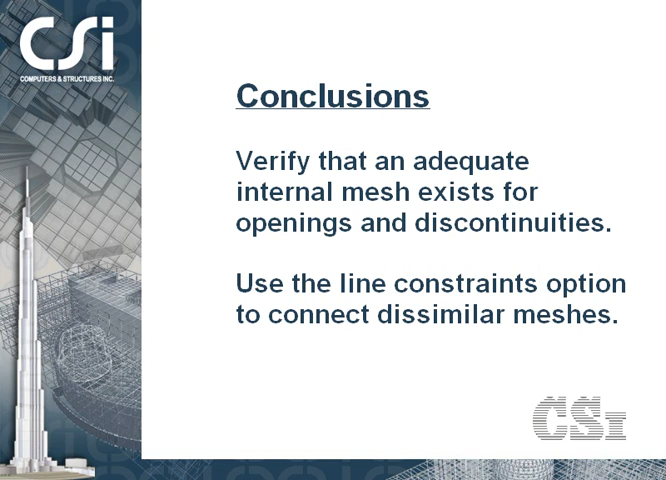 CSi
COMPUTERS & STRUCTURES INC.
Conclusions
Verify that an adequate
internal mesh exists for
openings and discontinuities.
Use the line constraints option
to connect dissimilar meshes.
CSI